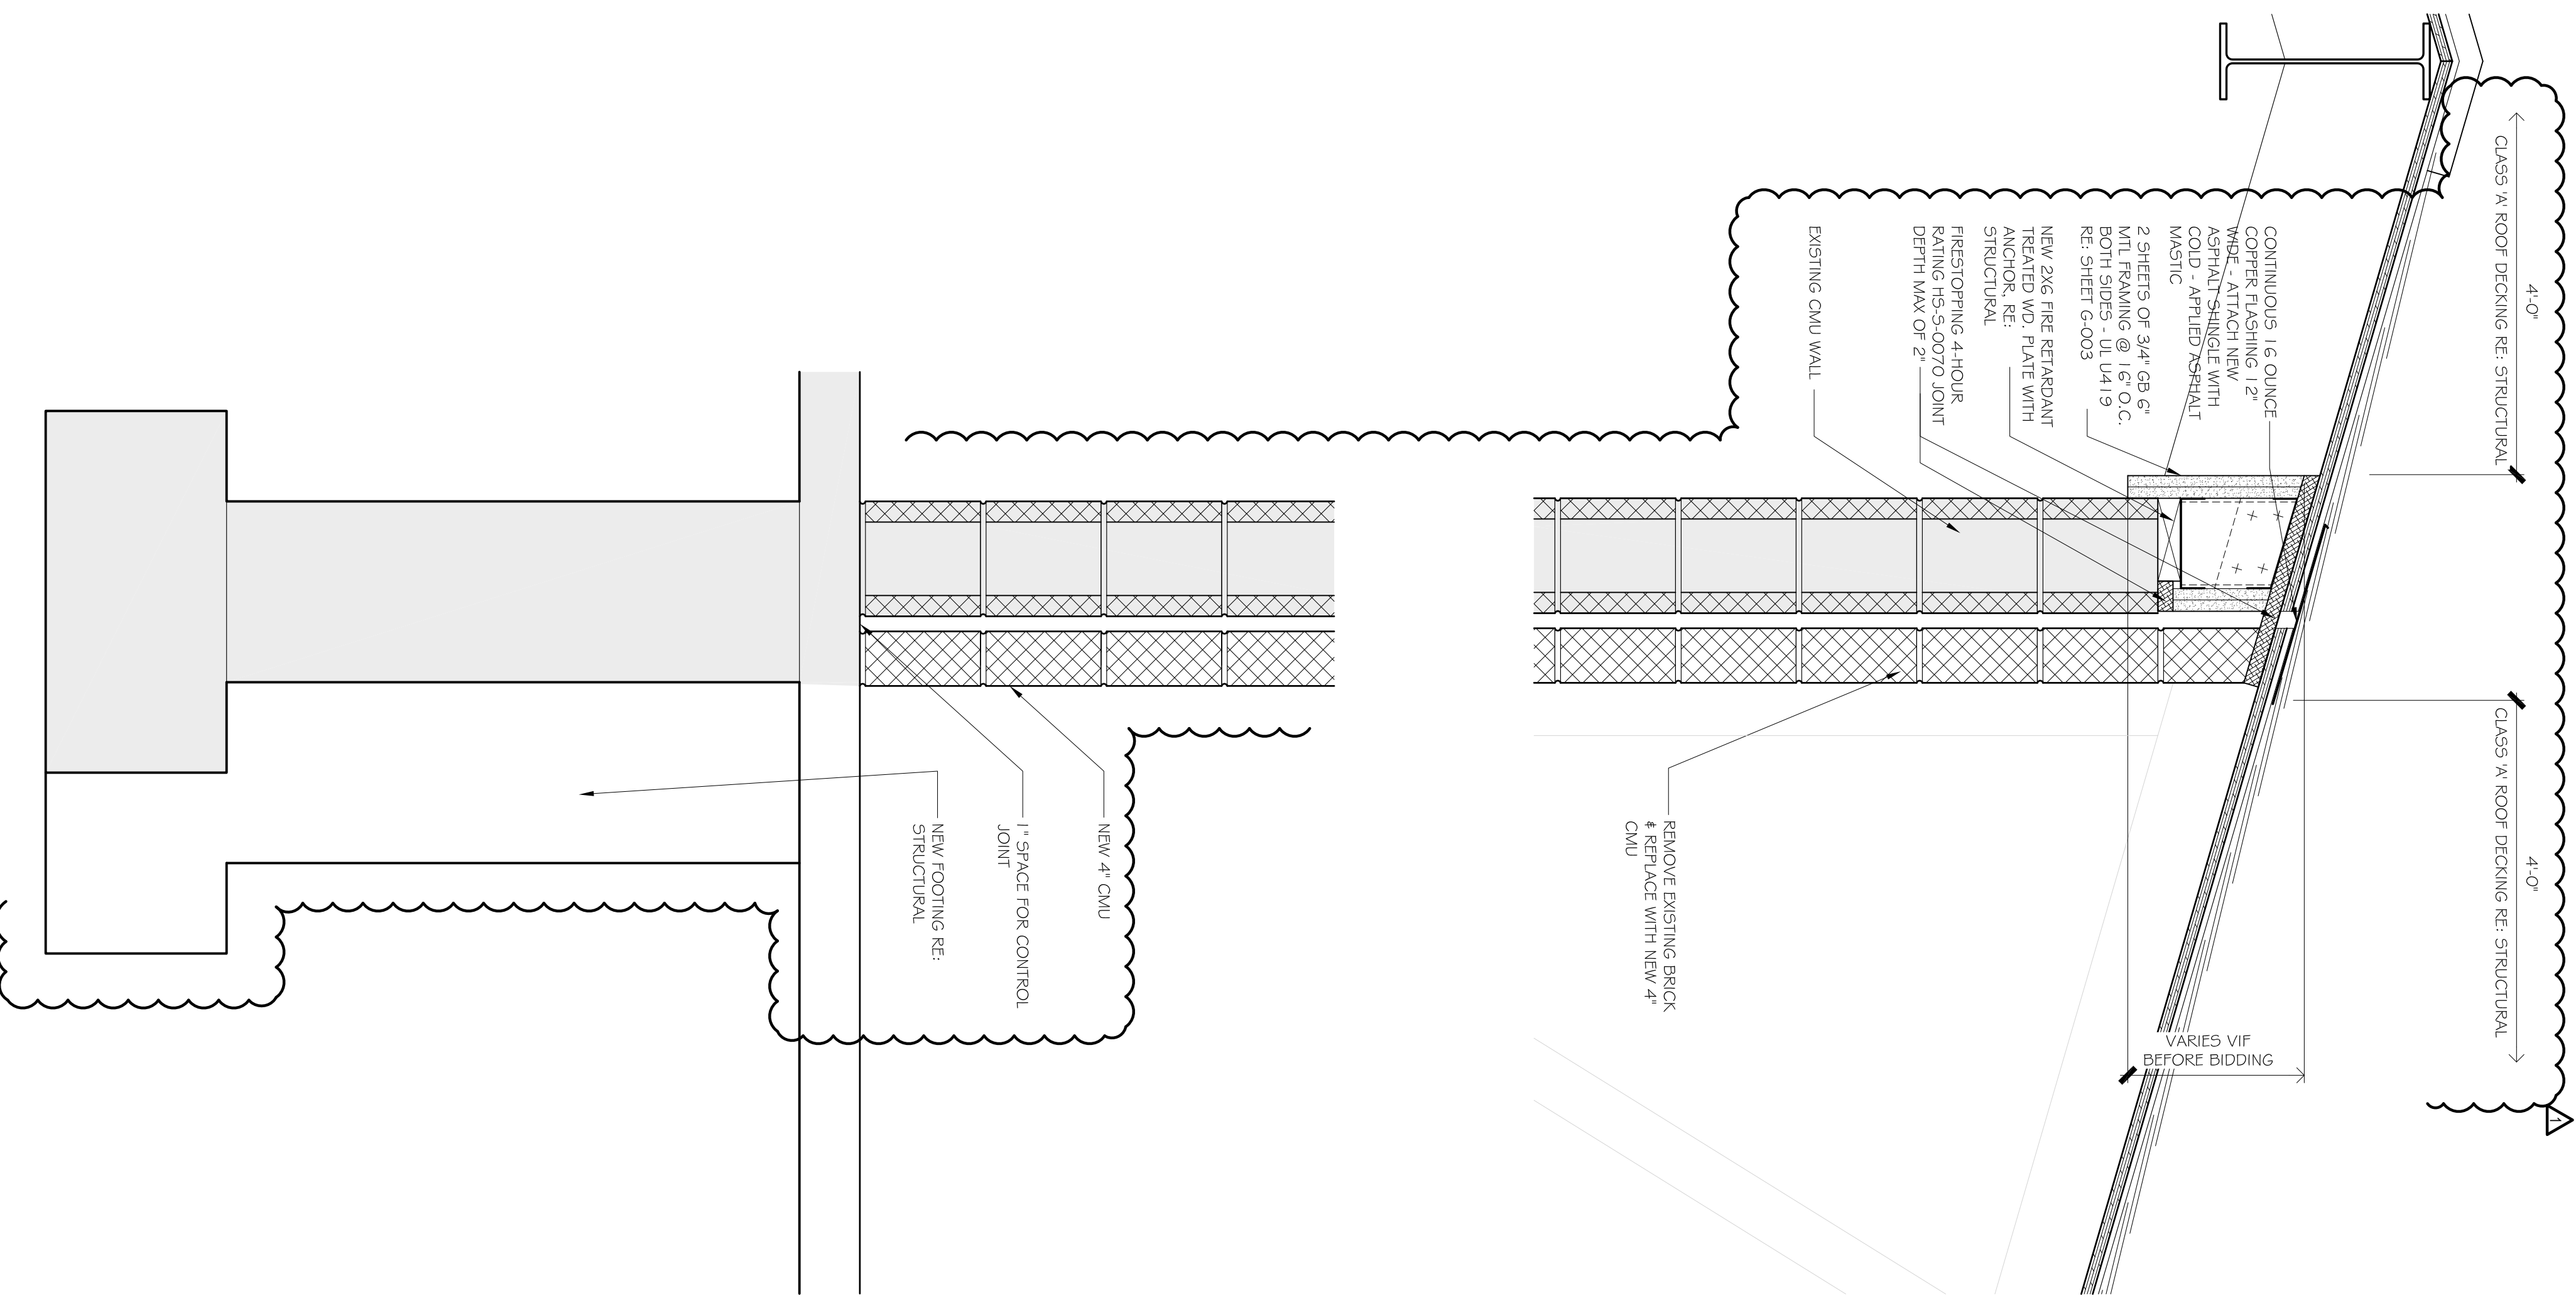 4'-0"
CLASS 'A' ROOF DECKING RE: STRUCTURAL
4'-0"
CLASS 'A' ROOF DECKING RE: STRUCTURAL
1
CONTINUOUS 16 OUNCE
COPPER FLASHING 12"
WIDE - ATTACH NEW
ASPHALT SHINGLE WITH
COLD - APPLIED ASPHALT
MASTIC
2 SHEETS OF 3/4" GB 6"
MTL FRAMING @ 16" O.C.
BOTH SIDES - UL U419
RE: SHEET G-003
NEW 2X6 FIRE RETARDANT
TREATED WD. PLATE WITH
ANCHOR, RE:
STRUCTURAL
FIRESTOPPING 4-HOUR
RATING HS-S-0070 JOINT
DEPTH MAX OF 2"
EXISTING CMU WALL
VARIES VIF
BEFORE BIDDING
REMOVE EXISTING BRICK
& REPLACE WITH NEW 4"
CMU
NEW 4" CMU
1" SPACE FOR CONTROL
JOINT
NEW FOOTING RE:
STRUCTURAL